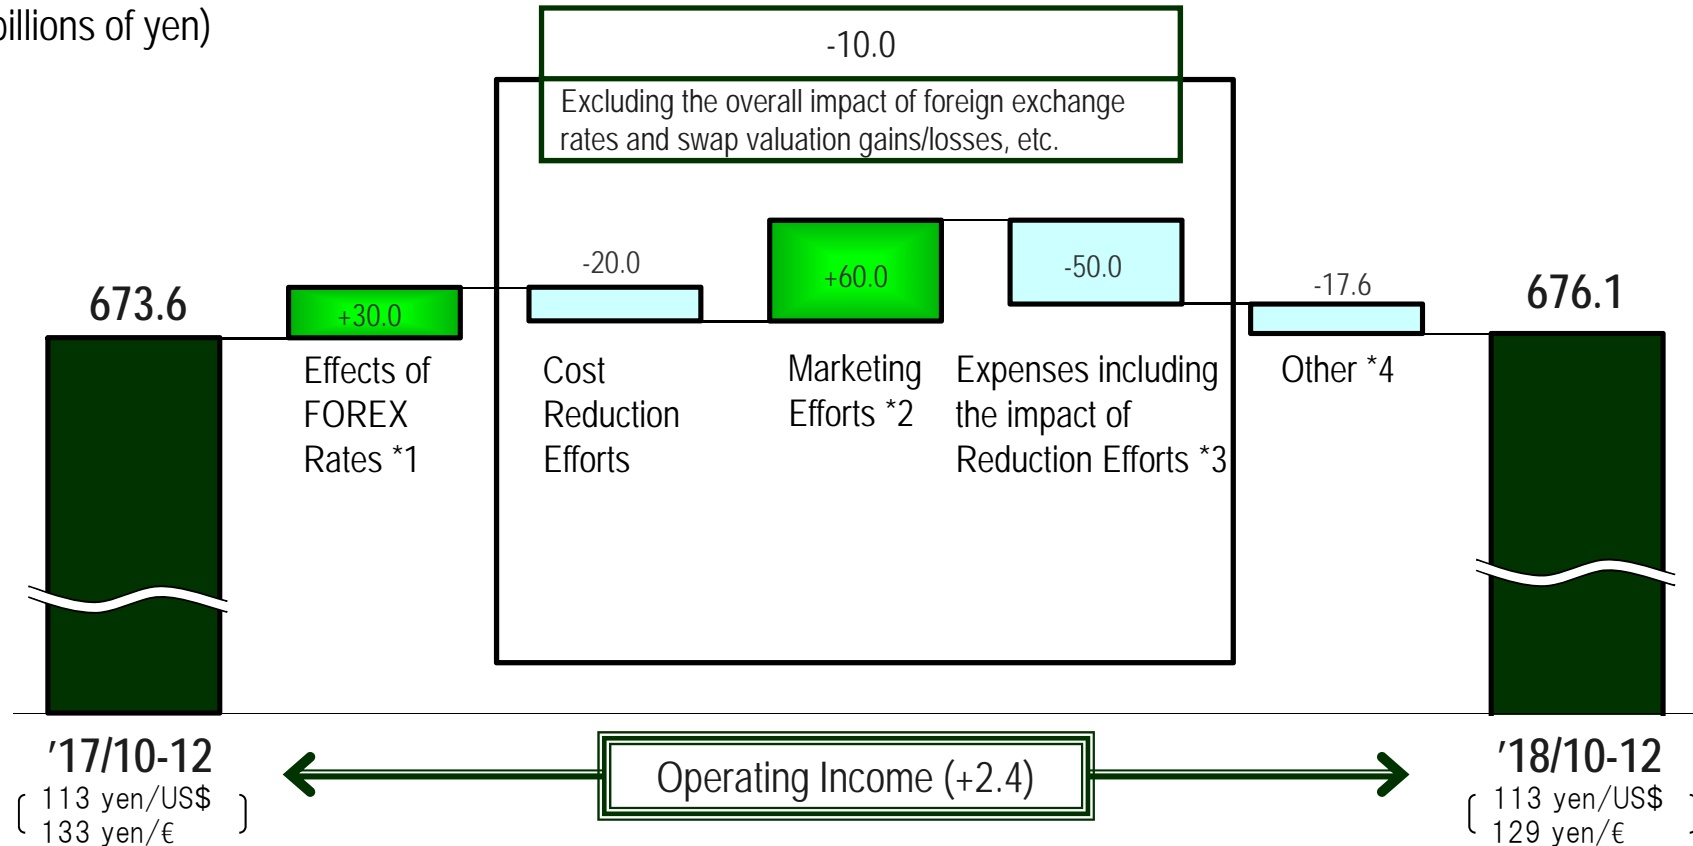 billions of yen)
-10.0
Excluding the overall impact of foreign exchange
rates and swap valuation gains/losses, etc.
673.6
+30.0
-20.0
+60.0
-50.0
-17.6
676.1
Effects of
FOREX
Rates *1
Cost
Reduction
Efforts
Marketing
Efforts *2
Expenses including
the impact of
Reduction Efforts *3
Other *4
'17/10-12
113 yen/US$
133 yen/€
Operating Income (+2.4)
'18/10-12
113 yen/US$
129 yen/€